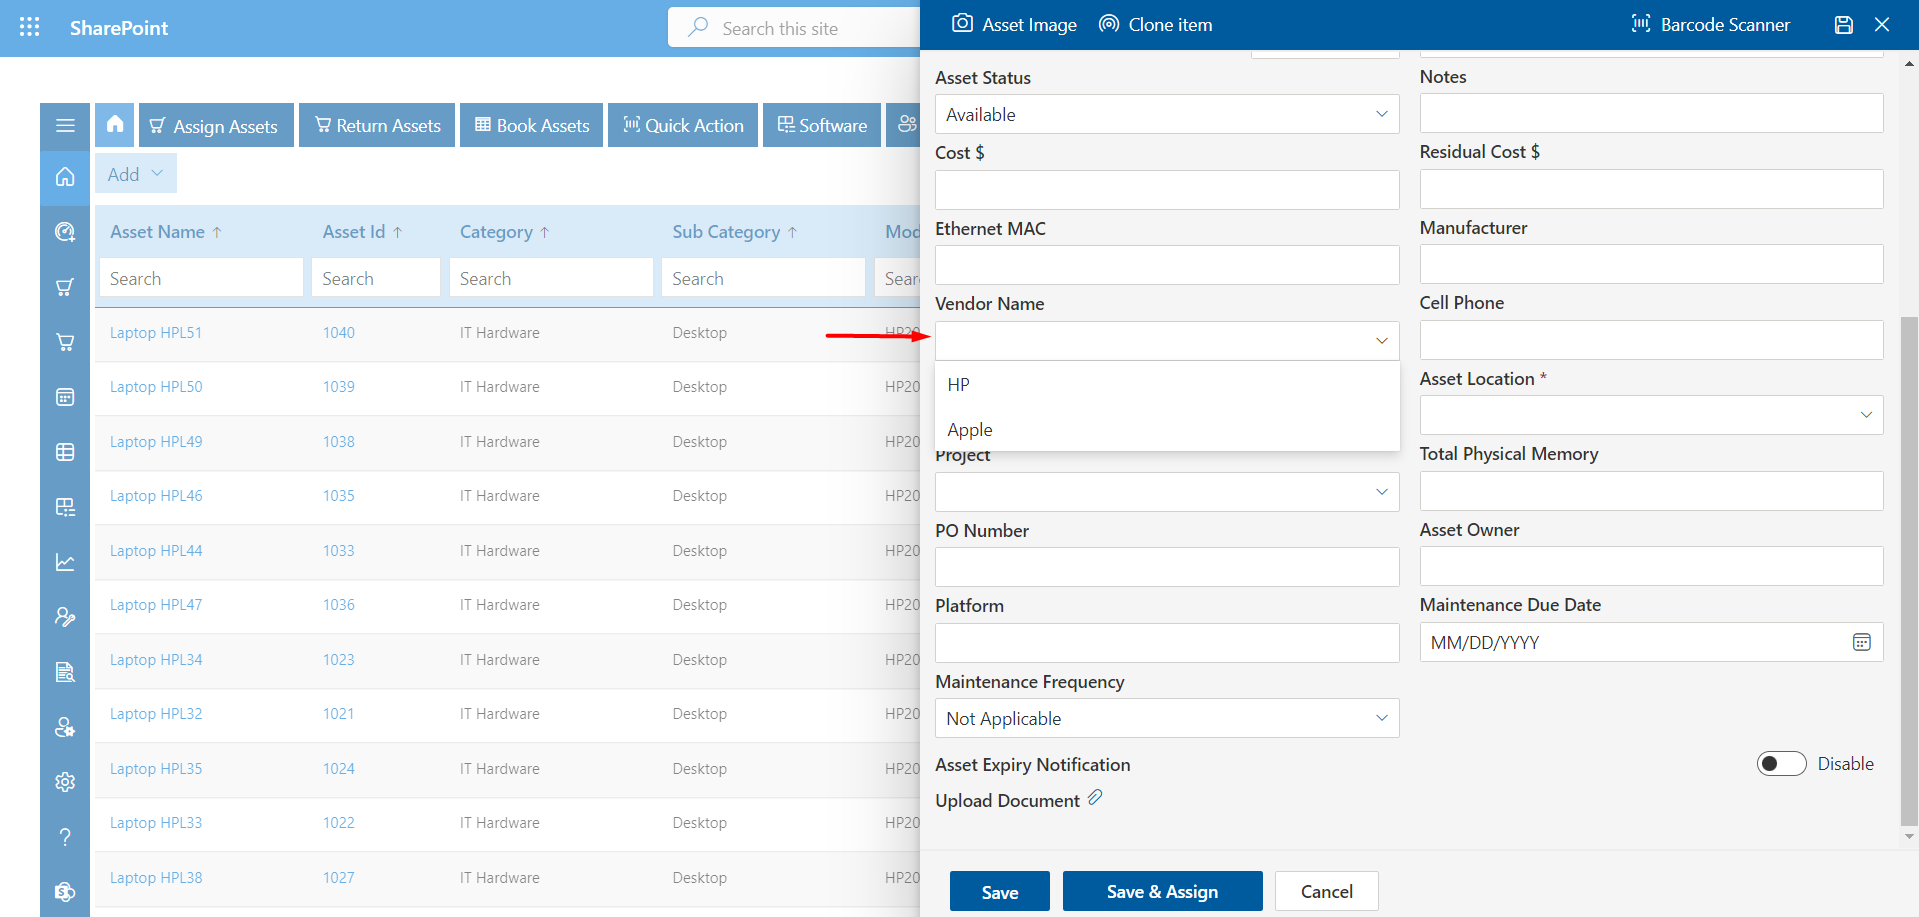 SharePoint
Search this site
Asset Image
Clone item
Barcode Scanner
Assign Assets
Return Assets
Book Assets
Quick Action
Software
Add
Asset Name Asset Id Category Sub Category Mod
Search Search Search Search Sear
Laptop HPL51 1040 IT Hardware Desktop HP20
Laptop HPL50 1039 IT Hardware Desktop HP20
Laptop HPL49 1038 IT Hardware Desktop HP20
Laptop HPL46 1035 IT Hardware Desktop HP20
Laptop HPL44 1033 IT Hardware Desktop HP20
Laptop HPL47 1036 IT Hardware Desktop HP20
Laptop HPL34 1023 IT Hardware Desktop HP20
Laptop HPL32 1021 IT Hardware Desktop HP20
Laptop HPL35 1024 IT Hardware Desktop HP20
Laptop HPL33 1022 IT Hardware Desktop HP20
Laptop HPL38 1027 IT Hardware Desktop HP20
Asset Status
Available
Notes
Cost $
Residual Cost $
Ethernet MAC
Manufacturer
Vendor Name
HP
Apple
Cell Phone
Asset Location *
Project
Total Physical Memory
PO Number
Asset Owner
Platform
Maintenance Due Date
MM/DD/YYYY
Maintenance Frequency
Not Applicable
Asset Expiry Notification
Disable
Upload Document
Save
Save & Assign
Cancel